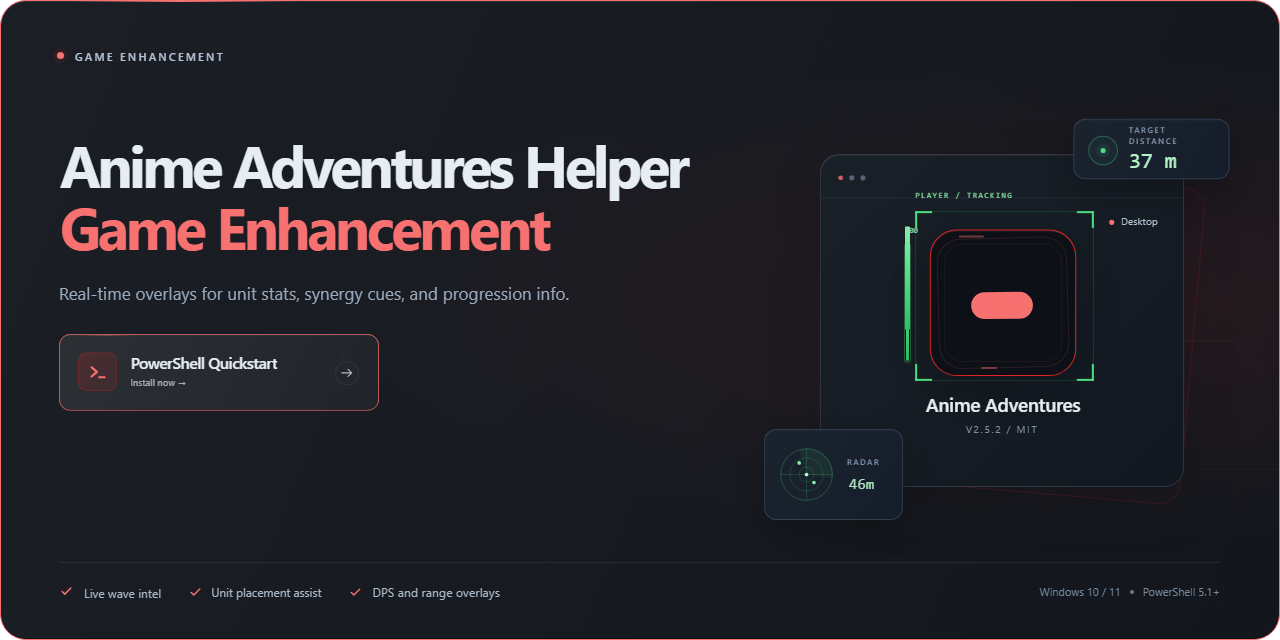 GAME ENHANCEMENT
Anime Adventures Helper
Game Enhancement
Real-time overlays for unit stats, synergy cues, and progression info.
PowerShell Quickstart
Install now →
TARGET
DISTANCE
37 m
PLAYER / TRACKING
Desktop
Anime Adventures
V2.5.2 / MIT
RADAR
46m
Live wave intel
Unit placement assist
DPS and range overlays
Windows 10 / 11 • PowerShell 5.1+